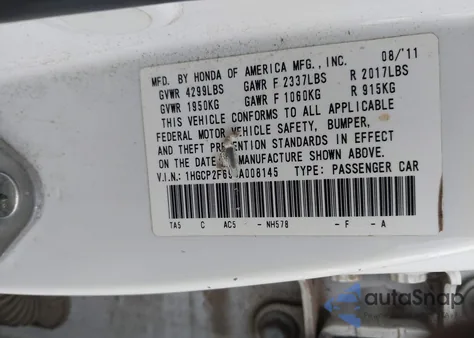 MFD. BY HONDA OF AMERICA MFG., INC. 08/'11
GVWR 4299LBS GAWR F 2337LBS R 2017LBS
GVWR 1950KG GAWR F 1060KG R 915KG
THIS VEHICLE CONFORMS TO ALL APPLICABLE
FEDERAL MOTOR VEHICLE SAFETY, BUMPER,
AND THEFT PREVENTION STANDARDS IN EFFECT
ON THE DATE MANUFACTURE SHOWN ABOVE.
V.I.N.: TYPE: PASSENGER CAR
TA5 C AC5 - NH578 - F - A
autoSnap